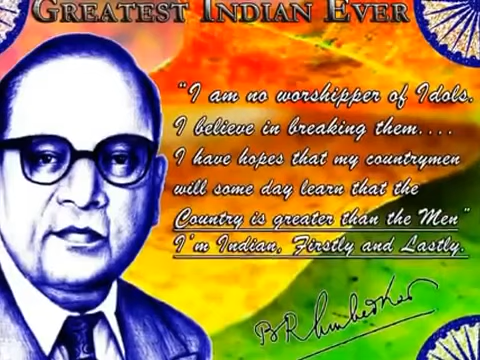 GREATEST INDIAN EVER
"I am no worshipper of Idols.
I believe in breaking them....
I have hopes that my countrymen
will some day learn that the
Country is greater than the Men"
I'm Indian, Firstly and Lastly.
BRAmbedkar